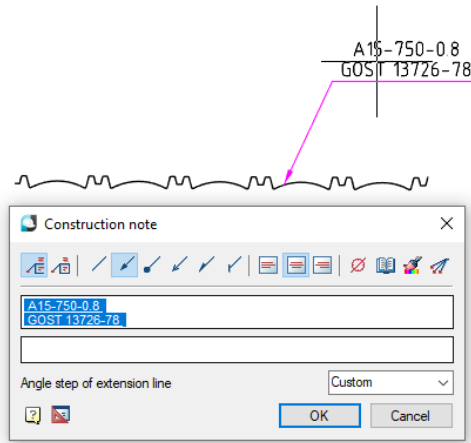 A15-750-0.8
GOST 13726-78
Construction note
A15-750-0.8
GOST 13726-78
Angle step of extension line
Custom
OK
Cancel